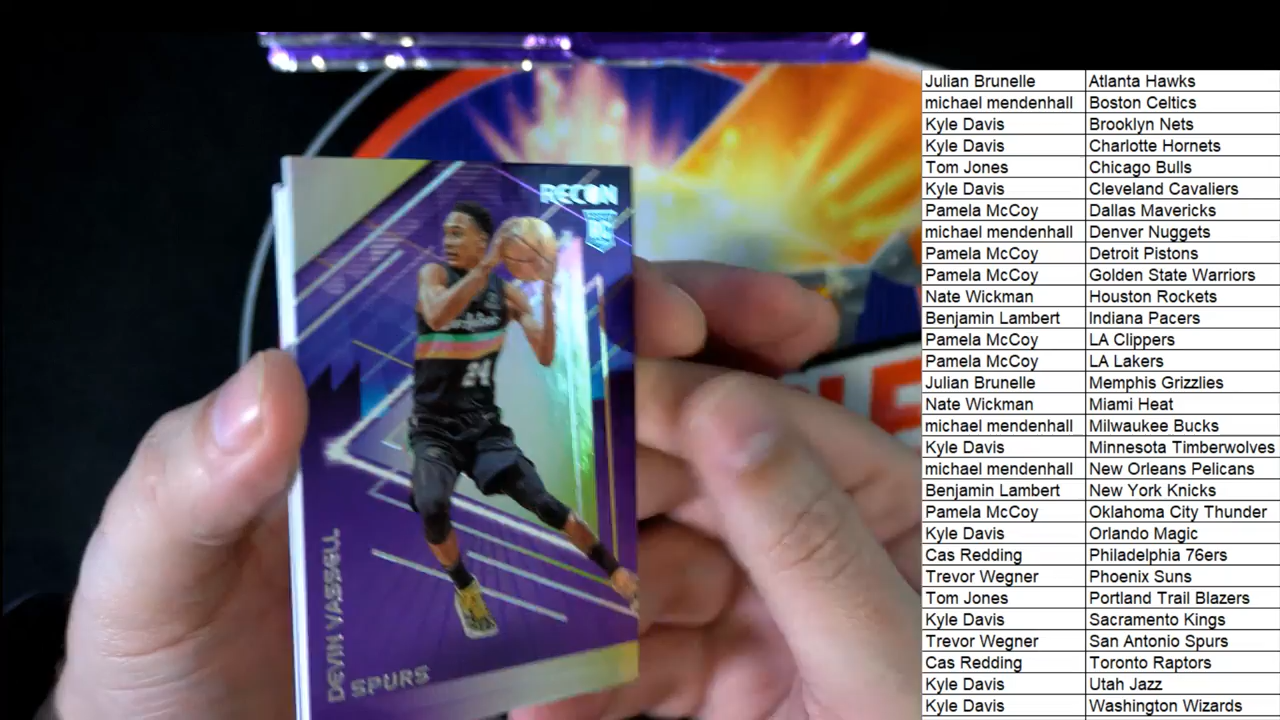 RECON
RC
24
DEVIN VASSELL
SPURS
Julian Brunelle Atlanta Hawks
michael mendenhall Boston Celtics
Kyle Davis Brooklyn Nets
Kyle Davis Charlotte Hornets
Tom Jones Chicago Bulls
Kyle Davis Cleveland Cavaliers
Pamela McCoy Dallas Mavericks
michael mendenhall Denver Nuggets
Pamela McCoy Detroit Pistons
Pamela McCoy Golden State Warriors
Nate Wickman Houston Rockets
Benjamin Lambert Indiana Pacers
Pamela McCoy LA Clippers
Pamela McCoy LA Lakers
Julian Brunelle Memphis Grizzlies
Nate Wickman Miami Heat
michael mendenhall Milwaukee Bucks
Kyle Davis Minnesota Timberwolves
michael mendenhall New Orleans Pelicans
Benjamin Lambert New York Knicks
Pamela McCoy Oklahoma City Thunder
Kyle Davis Orlando Magic
Cas Redding Philadelphia 76ers
Trevor Wegner Phoenix Suns
Tom Jones Portland Trail Blazers
Kyle Davis Sacramento Kings
Trevor Wegner San Antonio Spurs
Cas Redding Toronto Raptors
Kyle Davis Utah Jazz
Kyle Davis Washington Wizards